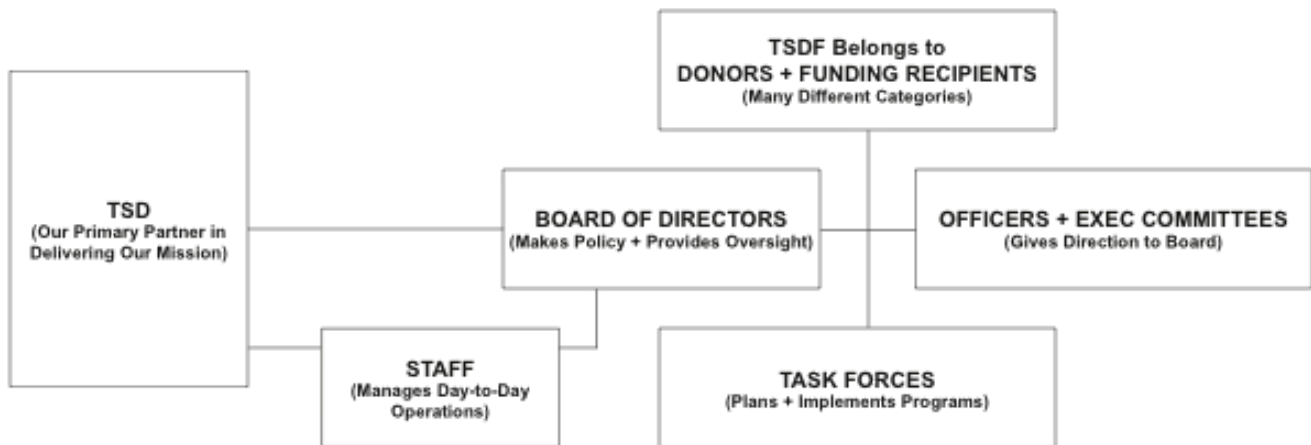 TSDF Belongs to
DONORS + FUNDING RECIPIENTS
(Many Different Categories)
TSD
(Our Primary Partner in
Delivering Our Mission)
BOARD OF DIRECTORS
(Makes Policy + Provides Oversight)
OFFICERS + EXEC COMMITTEES
(Gives Direction to Board)
STAFF
(Manages Day-to-Day
Operations)
TASK FORCES
(Plans + Implements Programs)